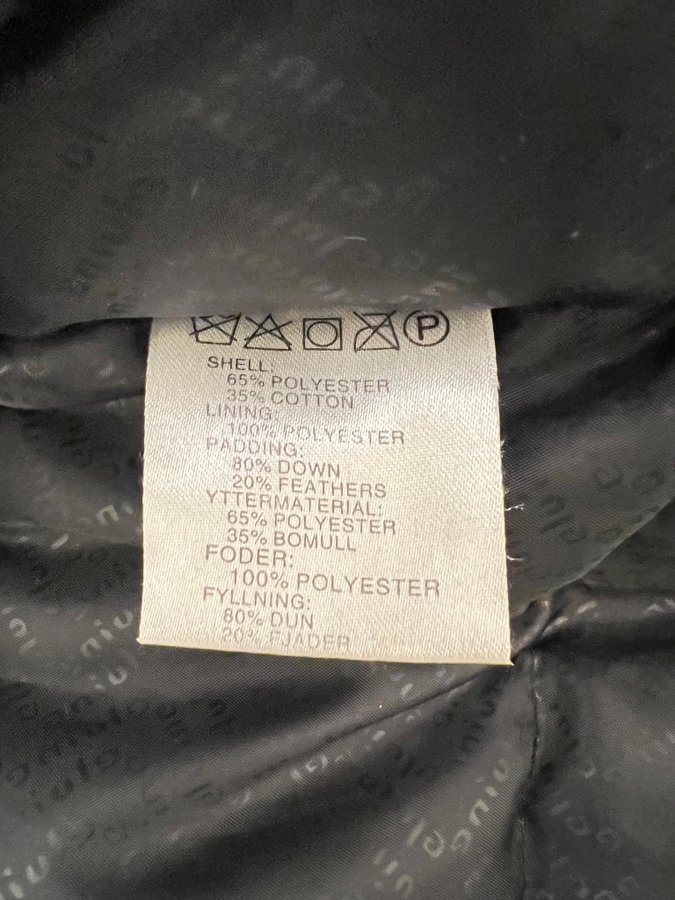 P
SHELL:
65% POLYESTER
35% COTTON
LINING:
100% POLYESTER
PADDING:
80% DOWN
20% FEATHERS
YTTERMATERIAL:
65% POLYESTER
35% BOMULL
FODER:
100% POLYESTER
FYLLNING:
80% DUN
20% FJÄDER